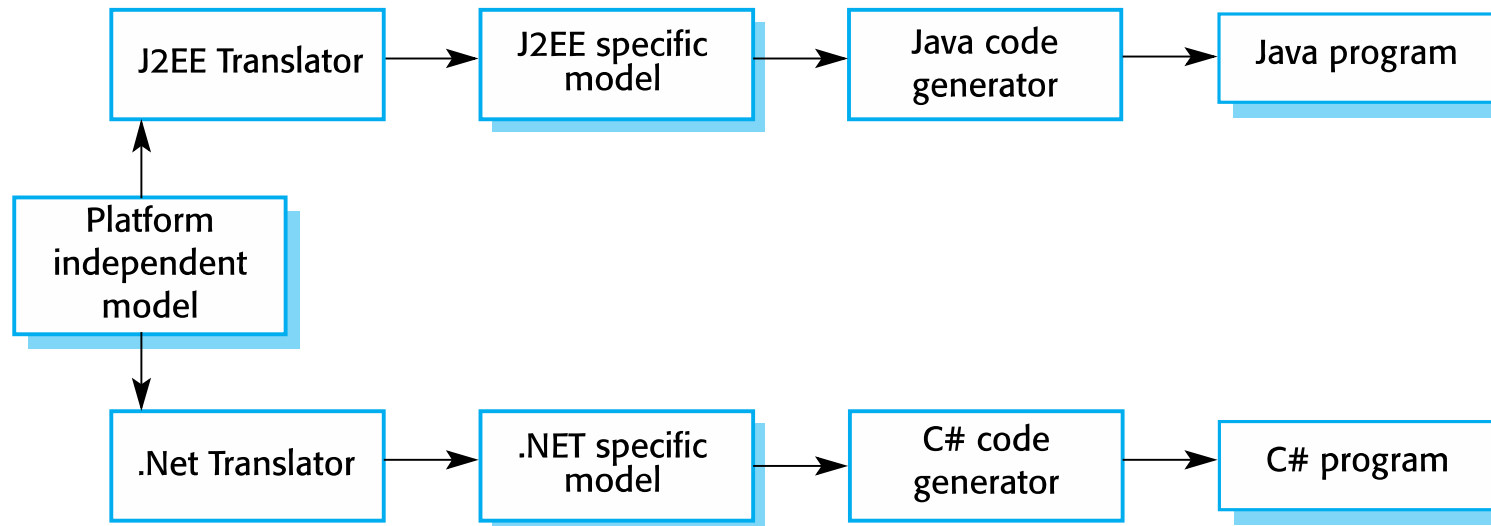 J2EE Translator
J2EE specific
model
Java code
generator
Java program
Platform
independent
model
.Net Translator
.NET specific
model
C# code
generator
C# program